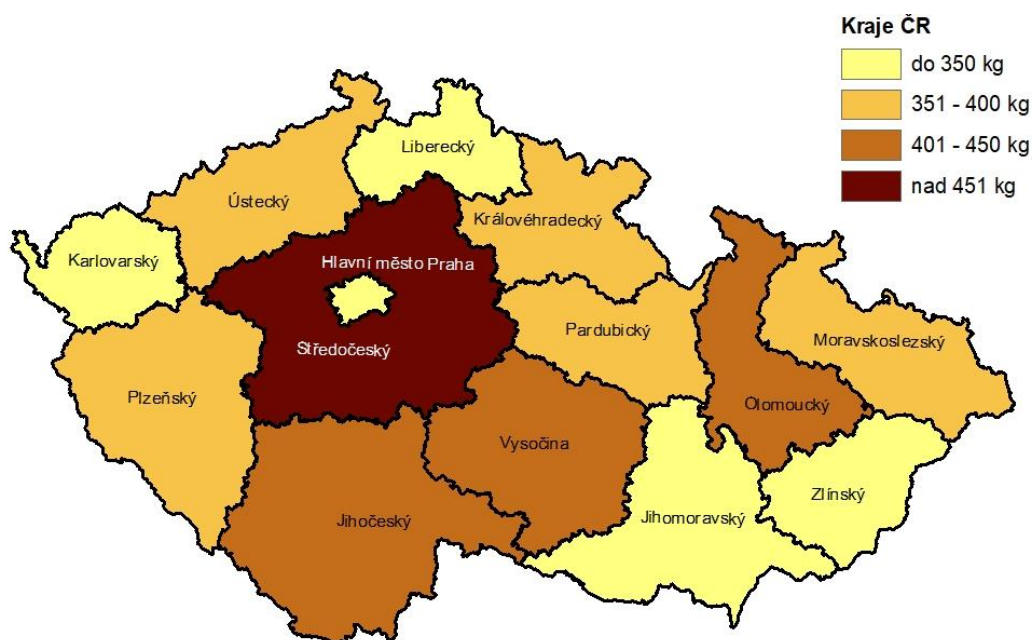 Kraje ČR
do 350 kg
351 - 400 kg
401 - 450 kg
nad 451 kg
Liberecký
Ústecký
Královéhradecký
Karlovarský
Hlavní město Praha
Pardubický
Moravskoslezský
Středočeský
Plzeňský
Olomoucký
Vysočina
Zlínský
Jihočeský
Jihomoravský